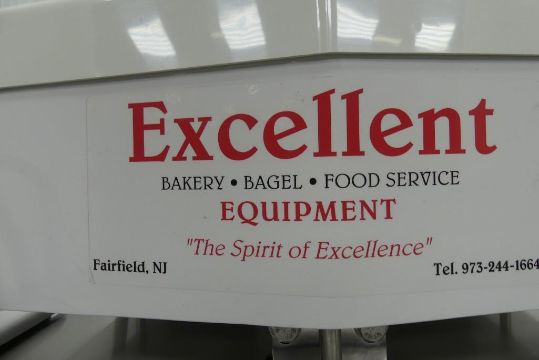 Excellent
BAKERY • BAGEL • FOOD SERVICE
EQUIPMENT
"The Spirit of Excellence"
Fairfield, NJ Tel. 973-244-1664